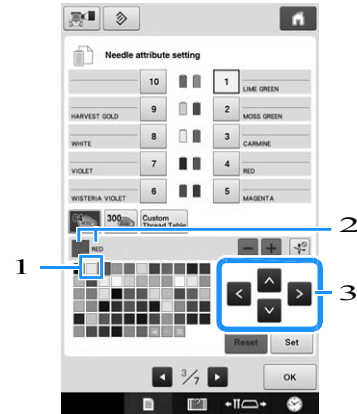 Needle attribute setting
10 1 LIME GREEN
HARVEST GOLD 9 2 MOSS GREEN
WHITE 8 3 CARMINE
VIOLET 7 4 RED
WISTERIA VIOLET 6 5 MAGENTA
64 300 Custom
Thread Table
RED − +
1
2
3
Reset Set
3/7 OK